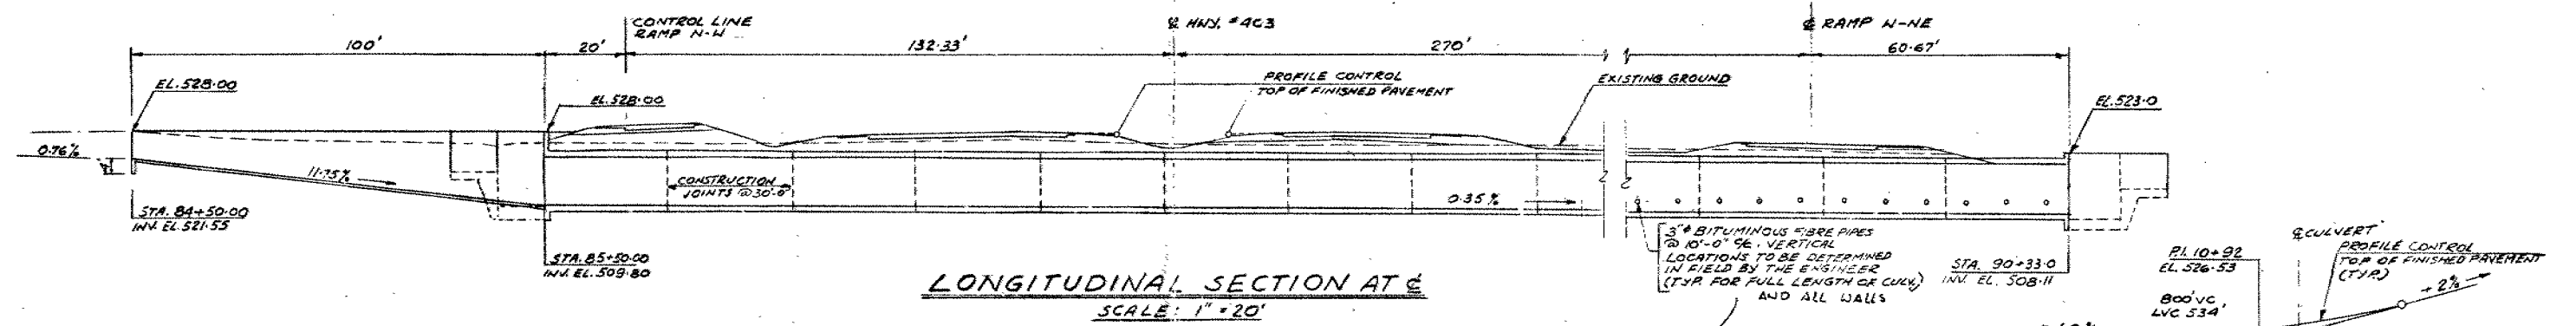 CONTROL LINE
RAMP N-W
℄ HWY. #403
℄ RAMP N-NE
100'
20'
132.33'
270'
60.67'
EL. 528.00
EL. 528.00
PROFILE CONTROL
TOP OF FINISHED PAVEMENT
EXISTING GROUND
EL. 523.0
0.76%
11.75%
CONSTRUCTION
JOINTS @ 30'-0"
0.35%
STA. 84+50.00
INV. EL. 521.55
STA. 85+50.00
INV. EL. 509.80
3"Φ BITUMINOUS FIBRE PIPES
@ 10'-0" %. VERTICAL
LOCATIONS TO BE DETERMINED
IN FIELD BY THE ENGINEER
(TYP. FOR FULL LENGTH OF CULV.)
AND ALL WALLS
STA. 90+33.0
INV. EL. 508.11
LONGITUDINAL SECTION AT ℄
SCALE: 1" = 20'
P.I. 10+92
EL. 526.53
800' VC
LVC 534'
℄ CULVERT
PROFILE CONTROL
TOP OF FINISHED PAVEMENT
(TYP.)
+2%